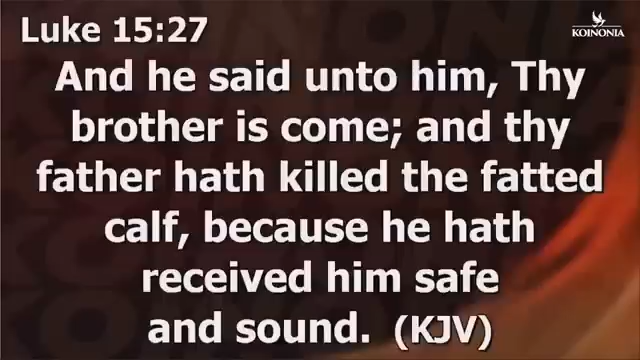 Luke 15:27
KOINONIA
And he said unto him, Thy
brother is come; and thy
father hath killed the fatted
calf, because he hath
received him safe
and sound. (KJV)